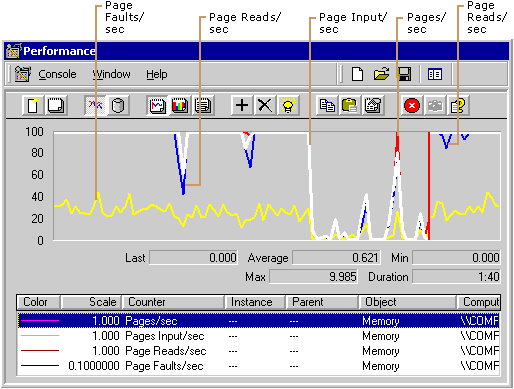 Page Faults/ sec
Page Reads/ sec
Page Input/ sec
Pages/ sec
Page Reads/ sec
Performance
Console Window Help
100
80
60
40
20
0
Last 0.000 Average 0.621 Min 0.000
Max 9.985 Duration 1:40
Color Scale Counter Instance Parent Object Comput
1.000 Pages/sec --- --- Memory \\COMF
1.000 Pages Input/sec --- --- Memory \\COMF
1.000 Page Reads/sec --- --- Memory \\COMF
0.1000000 Page Faults/sec --- --- Memory \\COMF